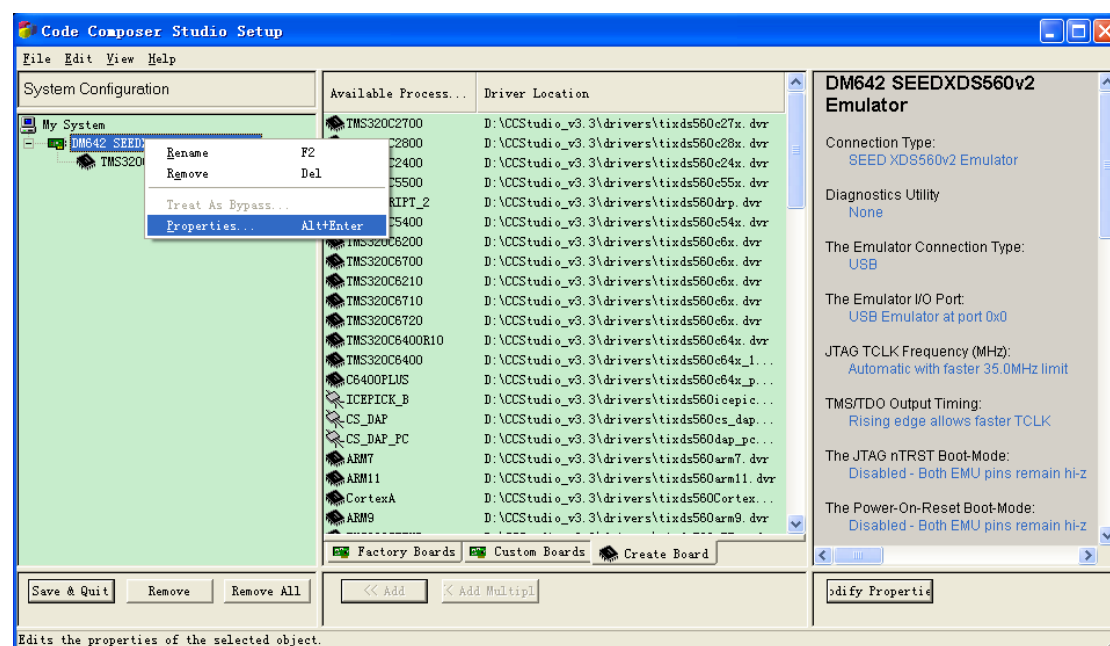 Code Composer Studio Setup
File Edit View Help
System Configuration
My System
DM642 SEED
TMS320
Rename F2
Remove Del
Treat As Bypass...
Properties... Alt+Enter
Available Process... Driver Location
TMS320C2700 D:\CCStudio_v3.3\drivers\tixds560c27x.dvr
C2800 D:\CCStudio_v3.3\drivers\tixds560c28x.dvr
C2400 D:\CCStudio_v3.3\drivers\tixds560c24x.dvr
C5500 D:\CCStudio_v3.3\drivers\tixds560c55x.dvr
RIPT_2 D:\CCStudio_v3.3\drivers\tixds560drp.dvr
C5400 D:\CCStudio_v3.3\drivers\tixds560c54x.dvr
TMS320C6200 D:\CCStudio_v3.3\drivers\tixds560c6x.dvr
TMS320C6700 D:\CCStudio_v3.3\drivers\tixds560c6x.dvr
TMS320C6210 D:\CCStudio_v3.3\drivers\tixds560c6x.dvr
TMS320C6710 D:\CCStudio_v3.3\drivers\tixds560c6x.dvr
TMS320C6720 D:\CCStudio_v3.3\drivers\tixds560c6x.dvr
TMS320C6400R10 D:\CCStudio_v3.3\drivers\tixds560c64x.dvr
TMS320C6400 D:\CCStudio_v3.3\drivers\tixds560c64x_1...
C6400PLUS D:\CCStudio_v3.3\drivers\tixds560c64x_p...
ICEPICK_B D:\CCStudio_v3.3\drivers\tixds560icepic...
CS_DAP D:\CCStudio_v3.3\drivers\tixds560cs_dap...
CS_DAP_PC D:\CCStudio_v3.3\drivers\tixds560dap_pc...
ARM7 D:\CCStudio_v3.3\drivers\tixds560arm7.dvr
ARM11 D:\CCStudio_v3.3\drivers\tixds560arm11.dvr
CortexA D:\CCStudio_v3.3\drivers\tixds560Cortex...
ARM9 D:\CCStudio_v3.3\drivers\tixds560arm9.dvr
Factory Boards Custom Boards Create Board
DM642 SEEDXDS560v2
Emulator
Connection Type:
SEED XDS560v2 Emulator
Diagnostics Utility
None
The Emulator Connection Type:
USB
The Emulator I/O Port:
USB Emulator at port 0x0
JTAG TCLK Frequency (MHz):
Automatic with faster 35.0MHz limit
TMS/TDO Output Timing:
Rising edge allows faster TCLK
The JTAG nTRST Boot-Mode:
Disabled - Both EMU pins remain hi-z
The Power-On-Reset Boot-Mode:
Disabled - Both EMU pins remain hi-z
Save & Quit Remove Remove All << Add < Add Multipl odify Propertie
Edits the properties of the selected object.